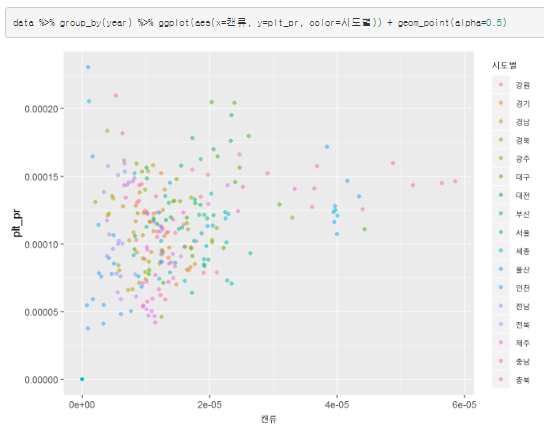 data %>% group_by(year) %>% ggplot(aes(x=캔류, y=plt_pr, color=시도별)) + geom_point(alpha=0.5)
시도별
강원
경기
경남
경북
광주
대구
대전
부산
서울
세종
울산
인천
전남
전북
제주
충남
충북
plt_pr
0.00020
0.00015
0.00010
0.00005
0.00000
0e+00 2e-05 4e-05 6e-05
캔류